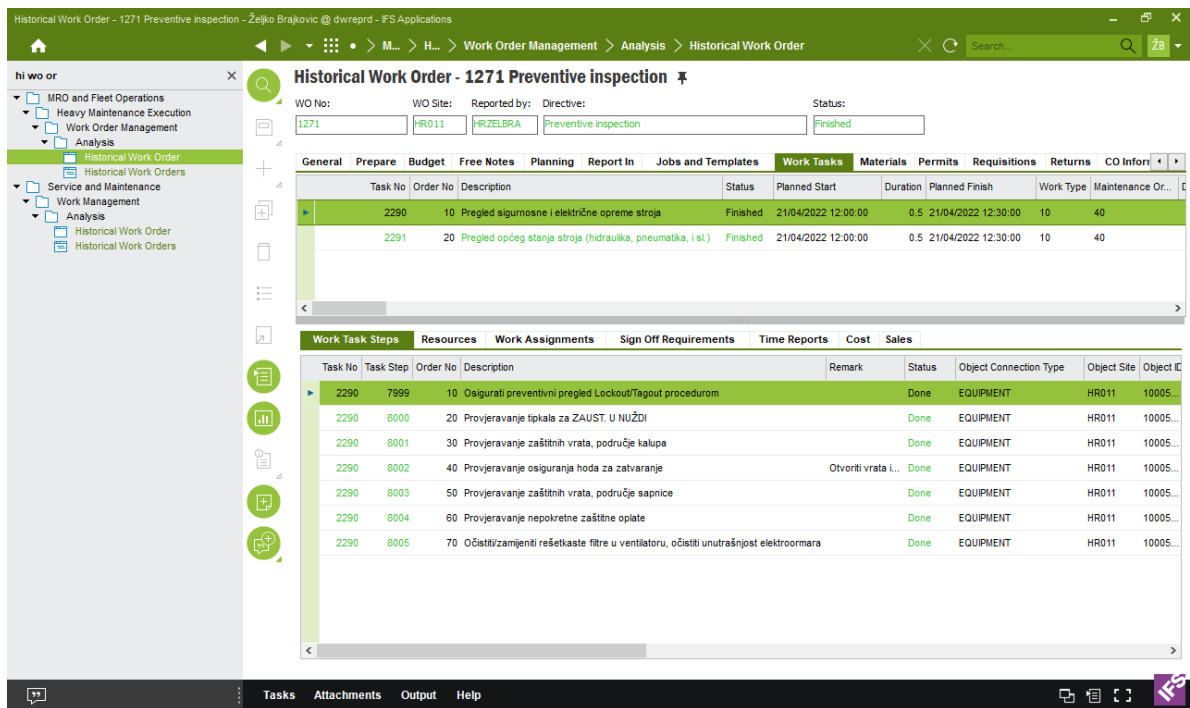 Historical Work Order - 1271 Preventive inspection - Željko Brajkovic @ dwreprd - IFS Applications
M... H... Work Order Management Analysis Historical Work Order Search... ŽB
hi wo or
MRO and Fleet Operations
Heavy Maintenance Execution
Work Order Management
Analysis
Historical Work Order
Historical Work Orders
Service and Maintenance
Work Management
Analysis
Historical Work Order
Historical Work Orders
Historical Work Order - 1271 Preventive inspection
WO No: WO Site: Reported by: Directive: Status:
1271 HR011 HRZELBRA Preventive inspection Finished
General Prepare Budget Free Notes Planning Report In Jobs and Templates Work Tasks Materials Permits Requisitions Returns CO Inforr
Task No Order No Description Status Planned Start Duration Planned Finish Work Type Maintenance Or... D
2290 10 Pregled sigurnosne i električne opreme stroja Finished 21/04/2022 12:00:00 0.5 21/04/2022 12:30:00 10 40
2291 20 Pregled općeg stanja stroja (hidraulika, pneumatika, i sl.) Finished 21/04/2022 12:00:00 0.5 21/04/2022 12:30:00 10 40
Work Task Steps Resources Work Assignments Sign Off Requirements Time Reports Cost Sales
Task No Task Step Order No Description Remark Status Object Connection Type Object Site Object ID
2290 7999 10 Osigurati preventivni pregled Lockout/Tagout procedurom Done EQUIPMENT HR011 10005...
2290 8000 20 Provjeravanje tipkala za ZAUST. U NUŽDI Done EQUIPMENT HR011 10005...
2290 8001 30 Provjeravanje zaštitnih vrata, područje kalupa Done EQUIPMENT HR011 10005...
2290 8002 40 Provjeravanje osiguranja hoda za zatvaranje Otvoriti vrata i... Done EQUIPMENT HR011 10005...
2290 8003 50 Provjeravanje zaštitnih vrata, područje sapnice Done EQUIPMENT HR011 10005...
2290 8004 60 Provjeravanje nepokretne zaštitne oplate Done EQUIPMENT HR011 10005...
2290 8005 70 Očistiti/zamijeniti rešetkaste filtre u ventilatoru, očistiti unutrašnjost elektroormara Done EQUIPMENT HR011 10005...
Tasks Attachments Output Help
IFS